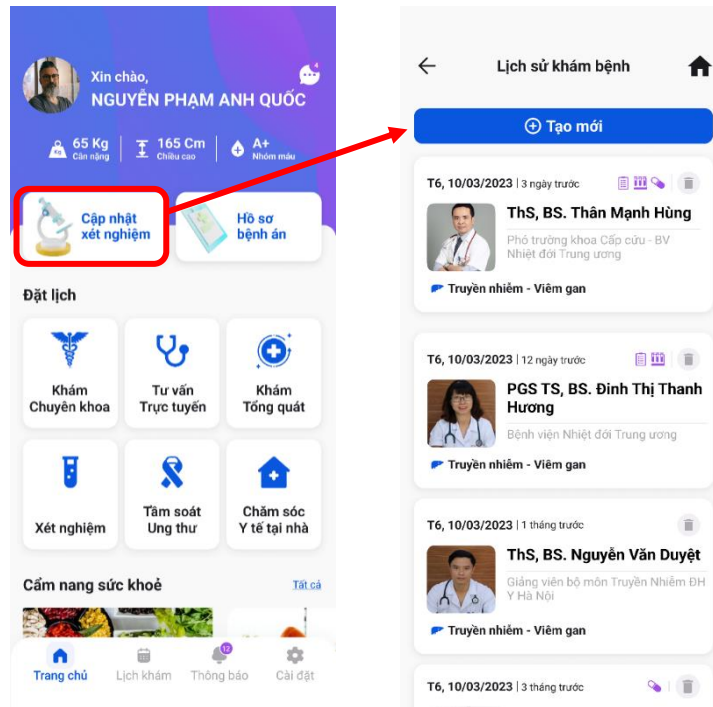 4
Xin chào,
NGUYỄN PHẠM ANH QUỐC
65 Kg
Cân nặng
165 Cm
Chiều cao
A+
Nhóm máu
Cập nhật
xét nghiệm
Hồ sơ
bệnh án
Đặt lịch
Khám
Chuyên khoa
Tư vấn
Trực tuyến
Khám
Tổng quát
Xét nghiệm
Tầm soát
Ung thư
Chăm sóc
Y tế tại nhà
Cẩm nang sức khoẻ
Tất cả
Trang chủ
Lịch khám
12
Thông báo
Cài đặt
Lịch sử khám bệnh
Tạo mới
T6, 10/03/2023 | 3 ngày trước
ThS, BS. Thân Mạnh Hùng
Phó trường khoa Cấp cứu - BV
Nhiệt đới Trung ương
Truyền nhiễm - Viêm gan
T6, 10/03/2023 | 12 ngày trước
PGS TS, BS. Đinh Thị Thanh
Hương
Bệnh viện Nhiệt đới Trung ương
Truyền nhiễm - Viêm gan
T6, 10/03/2023 | 1 tháng trước
ThS, BS. Nguyễn Văn Duyệt
Giảng viên bộ môn Truyền Nhiễm ĐH
Y Hà Nội
Truyền nhiễm - Viêm gan
T6, 10/03/2023 | 3 tháng trước